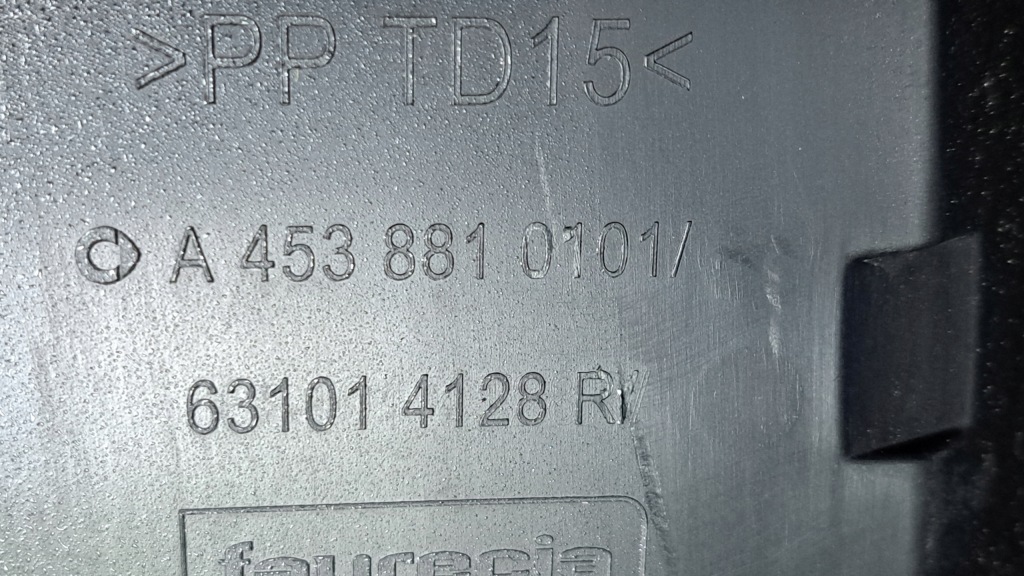 >PP TD15<
A 453 881 0101/
63101 4128 R/
faurecia